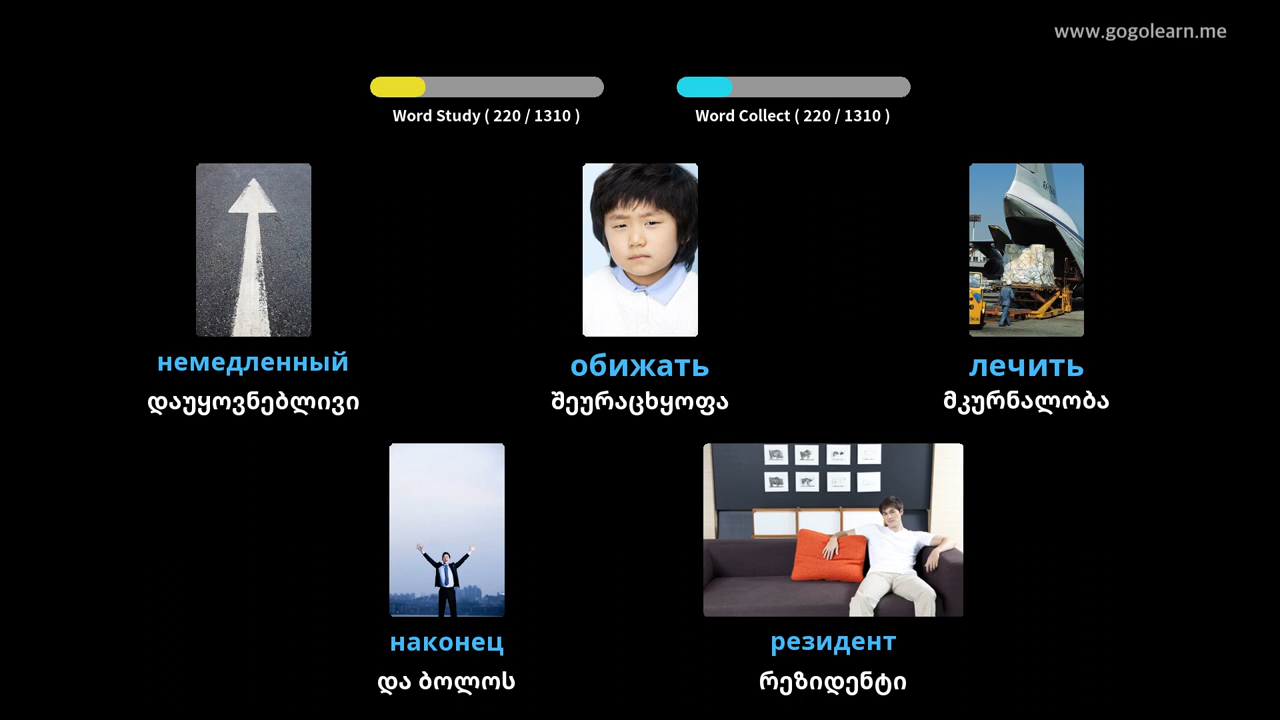 www.gogolearn.me
Word Study ( 220 / 1310 )
Word Collect ( 220 / 1310 )
немедленный
обижать
лечить
დაუყოვნებლივი
შეურაცხყოფა
მკურნალობა
наконец
резидент
და ბოლოს
რეზიდენტი